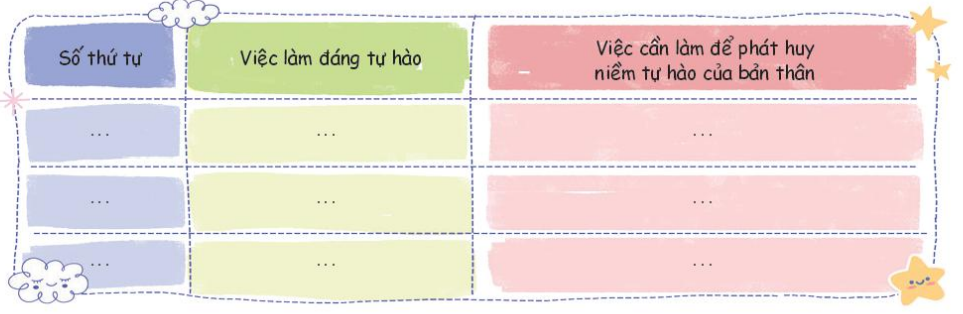 Số thứ tự
Việc làm đáng tự hào
Việc cần làm để phát huy
niềm tự hào của bản thân
...
...
...
...
...
...
...
...
...